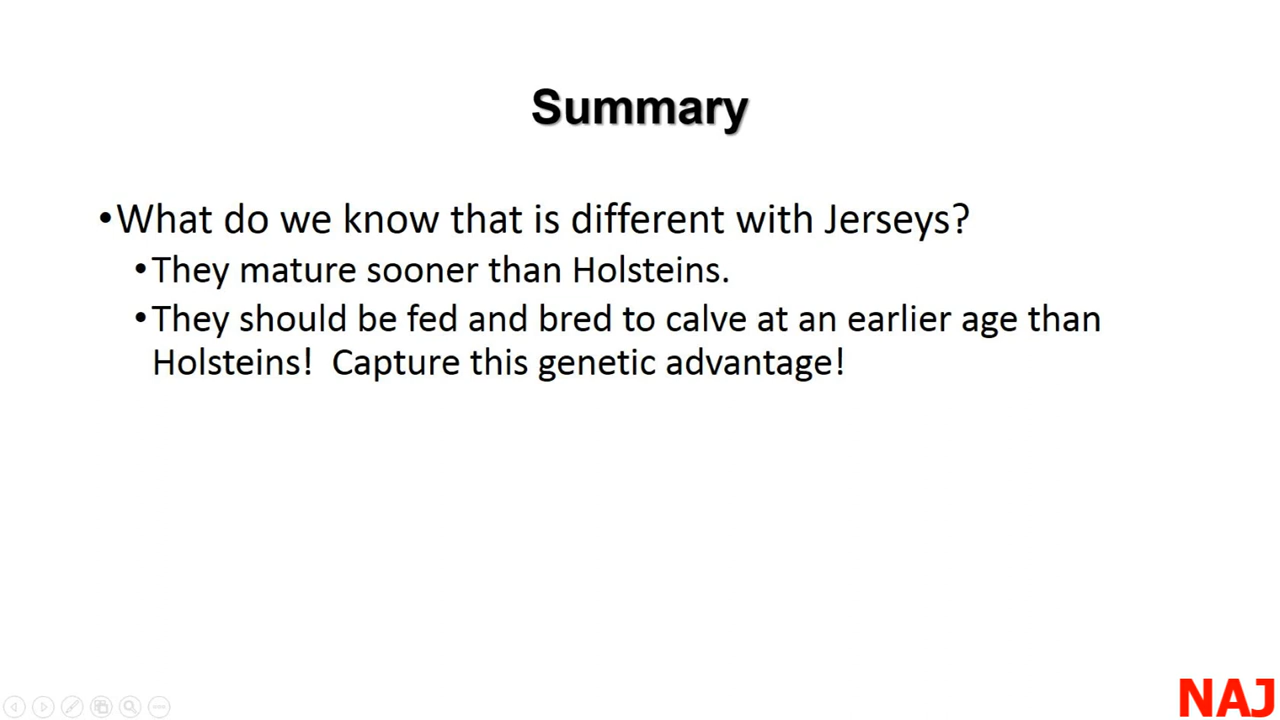 Summary
•What do we know that is different with Jerseys?
•They mature sooner than Holsteins.
•They should be fed and bred to calve at an earlier age than
Holsteins!  Capture this genetic advantage!
NAJ